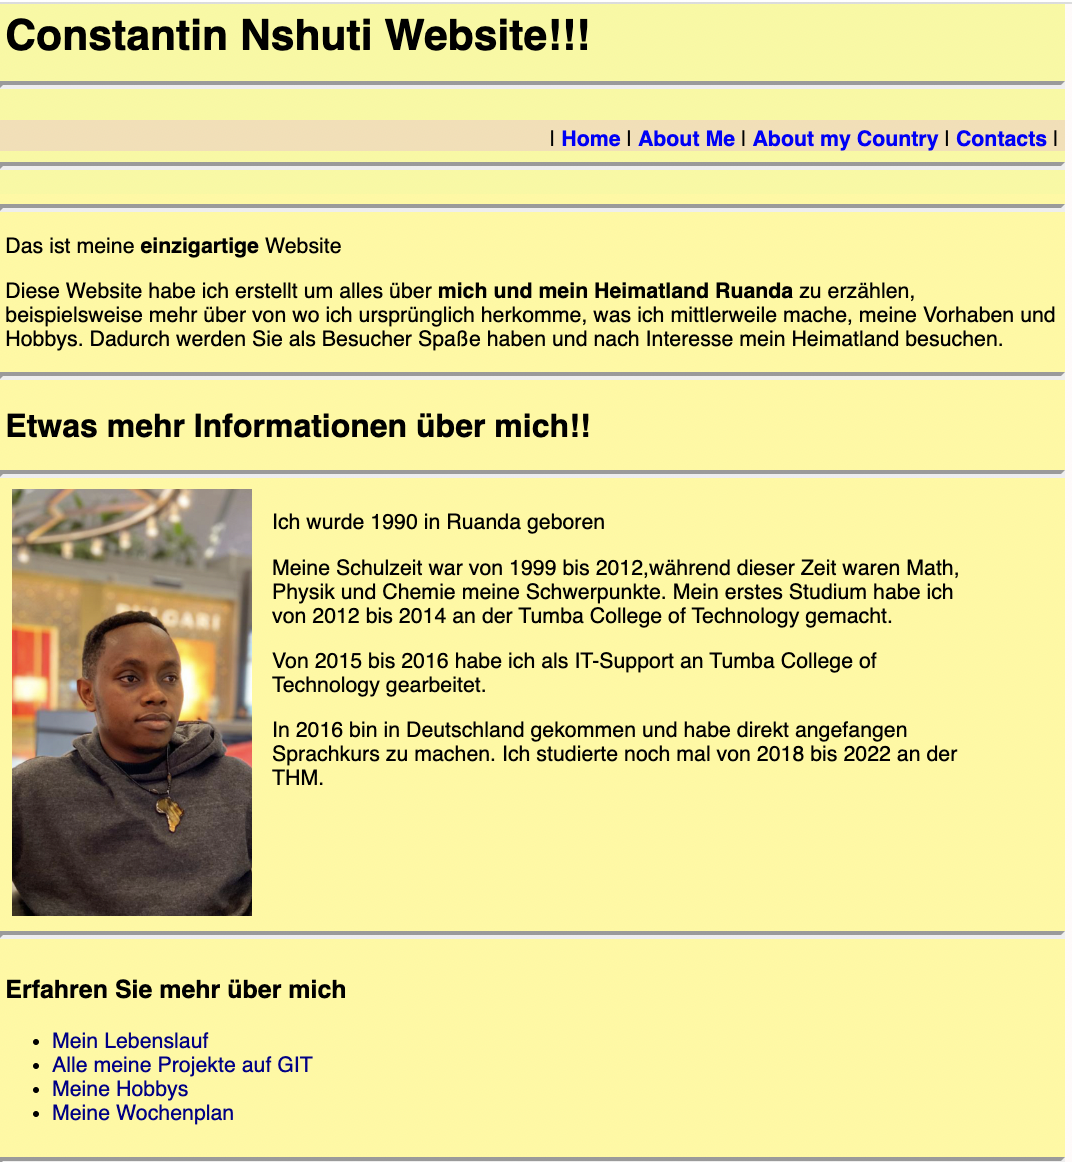 Constantin Nshuti Website!!!
| Home | About Me | About my Country | Contacts |
Das ist meine einzigartige Website
Diese Website habe ich erstellt um alles über mich und mein Heimatland Ruanda zu erzählen,
beispielsweise mehr über von wo ich ursprünglich herkomme, was ich mittlerweile mache, meine Vorhaben und
Hobbys. Dadurch werden Sie als Besucher Spaße haben und nach Interesse mein Heimatland besuchen.
Etwas mehr Informationen über mich!!
Ich wurde 1990 in Ruanda geboren
Meine Schulzeit war von 1999 bis 2012,während dieser Zeit waren Math,
Physik und Chemie meine Schwerpunkte. Mein erstes Studium habe ich
von 2012 bis 2014 an der Tumba College of Technology gemacht.
Von 2015 bis 2016 habe ich als IT-Support an Tumba College of
Technology gearbeitet.
In 2016 bin in Deutschland gekommen und habe direkt angefangen
Sprachkurs zu machen. Ich studierte noch mal von 2018 bis 2022 an der
THM.
Erfahren Sie mehr über mich
• Mein Lebenslauf
• Alle meine Projekte auf GIT
• Meine Hobbys
• Meine Wochenplan